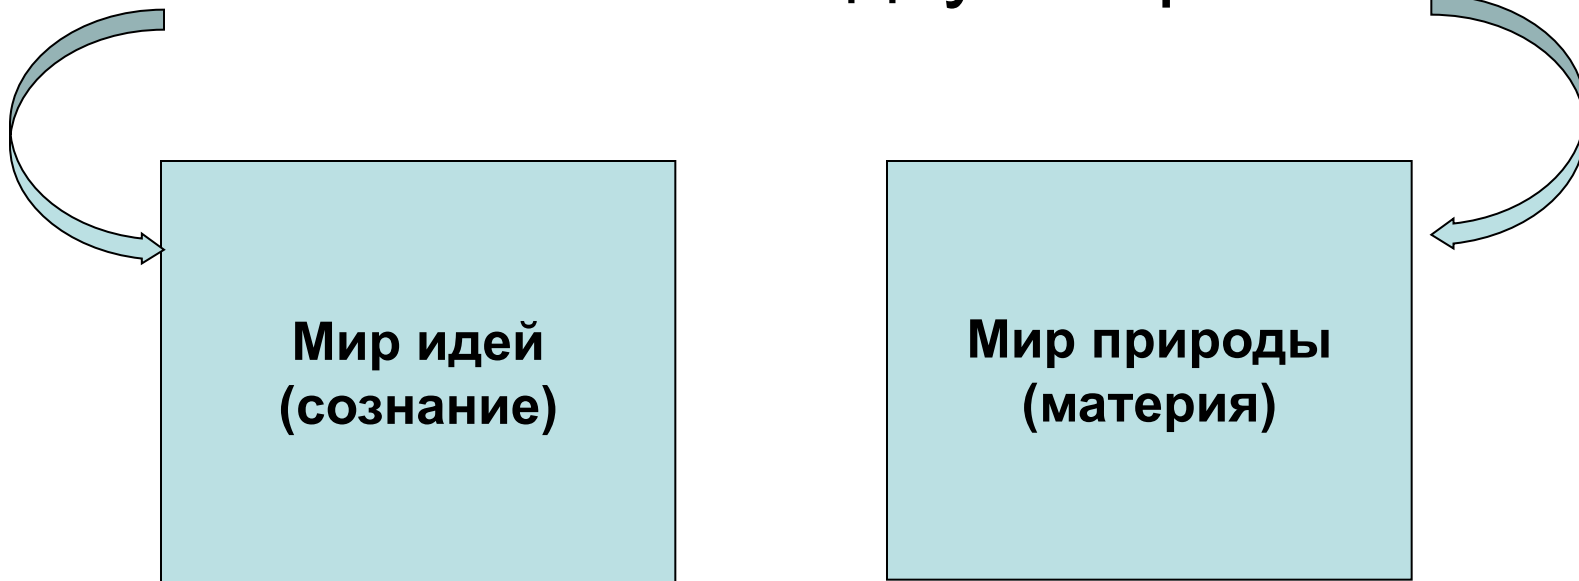 Мир идей
(сознание)
Мир природы
(материя)